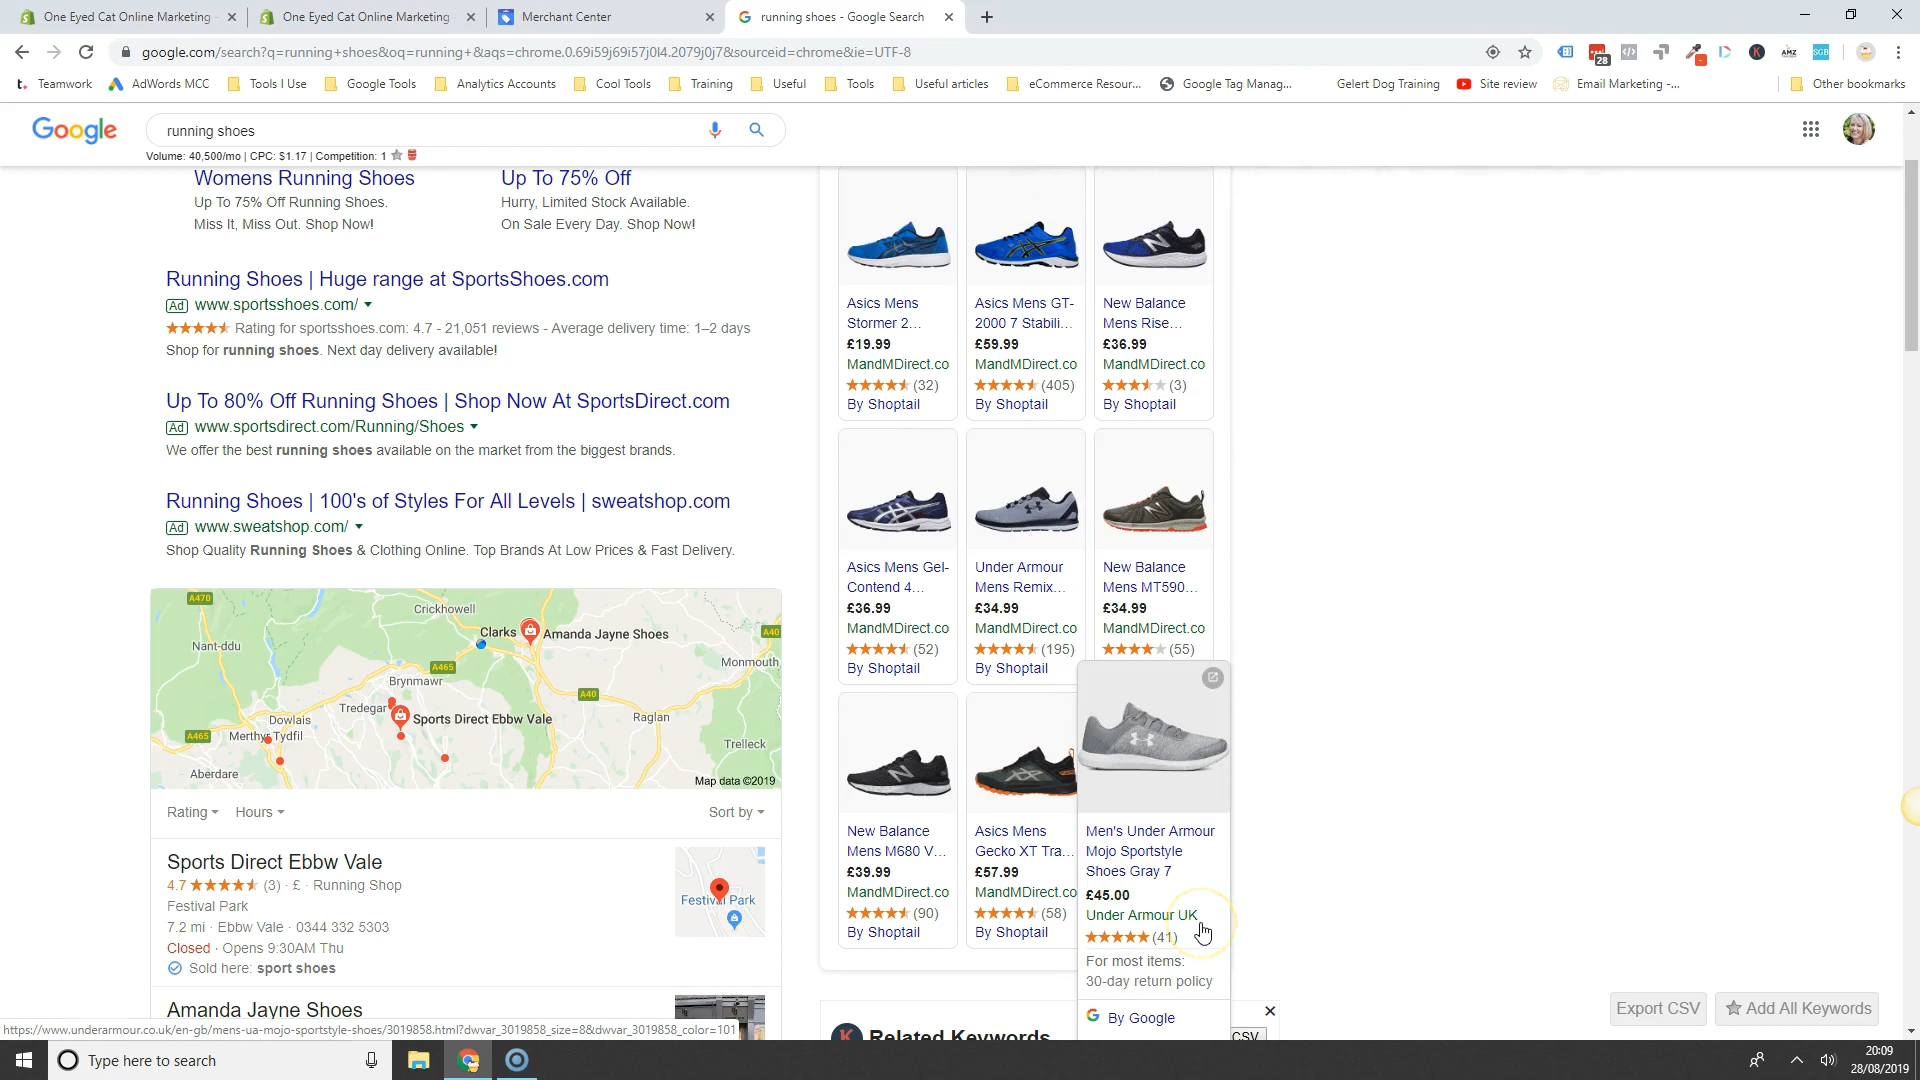 One Eyed Cat Online Marketing
One Eyed Cat Online Marketing
Merchant Center
running shoes - Google Search
google.com/search?q=running+shoes&oq=running+&aqs=chrome.0.69i59j69i57j0l4.2079j0j7&sourceid=chrome&ie=UTF-8
28
AMZ
SGB
Teamwork
AdWords MCC
Tools I Use
Google Tools
Analytics Accounts
Cool Tools
Training
Useful
Tools
Useful articles
eCommerce Resour...
Google Tag Manag...
Gelert Dog Training
Site review
Email Marketing -...
Other bookmarks
Google
running shoes
Volume: 40,500/mo | CPC: $1.17 | Competition: 1
Womens Running Shoes
Up To 75% Off Running Shoes.
Miss It, Miss Out. Shop Now!
Up To 75% Off
Hurry, Limited Stock Available.
On Sale Every Day. Shop Now!
Running Shoes | Huge range at SportsShoes.com
Ad www.sportsshoes.com/
Rating for sportsshoes.com: 4.7 - 21,051 reviews - Average delivery time: 1–2 days
Shop for running shoes. Next day delivery available!
Up To 80% Off Running Shoes | Shop Now At SportsDirect.com
Ad www.sportsdirect.com/Running/Shoes
We offer the best running shoes available on the market from the biggest brands.
Running Shoes | 100's of Styles For All Levels | sweatshop.com
Ad www.sweatshop.com/
Shop Quality Running Shoes & Clothing Online. Top Brands At Low Prices & Fast Delivery.
A470
Crickhowell
Nant-ddu
Clarks
Amanda Jayne Shoes
A40
A465
Monmouth
Brynmawr
A40
Tredegar
Sports Direct Ebbw Vale
Raglan
Dowlais
A465
Merthyr Tydfil
Trelleck
Aberdare
Map data ©2019
Rating
Hours
Sort by
Sports Direct Ebbw Vale
4.7 (3) · £ · Running Shop
Festival Park
7.2 mi · Ebbw Vale · 0344 332 5303
Closed · Opens 9:30AM Thu
Sold here: sport shoes
Festival Park
Amanda Jayne Shoes
Asics Mens
Stormer 2...
£19.99
MandMDirect.co
(32)
By Shoptail
Asics Mens GT-
2000 7 Stabili...
£59.99
MandMDirect.co
(405)
By Shoptail
New Balance
Mens Rise...
£36.99
MandMDirect.co
(3)
By Shoptail
Asics Mens Gel-
Contend 4...
£36.99
MandMDirect.co
(52)
By Shoptail
Under Armour
Mens Remix...
£34.99
MandMDirect.co
(195)
By Shoptail
New Balance
Mens MT590...
£34.99
MandMDirect.co
(55)
New Balance
Mens M680 V...
£39.99
MandMDirect.co
(90)
By Shoptail
Asics Mens
Gecko XT Tra...
£57.99
MandMDirect.co
(58)
By Shoptail
Men's Under Armour
Mojo Sportstyle
Shoes Gray 7
£45.00
Under Armour UK
(41)
For most items:
30-day return policy
By Google
Related Keywords
CSV
Export CSV
Add All Keywords
https://www.underarmour.co.uk/en-gb/mens-ua-mojo-sportstyle-shoes/3019858.html?dwvar_3019858_size=8&dwvar_3019858_color=101
Type here to search
20:09
28/08/2019